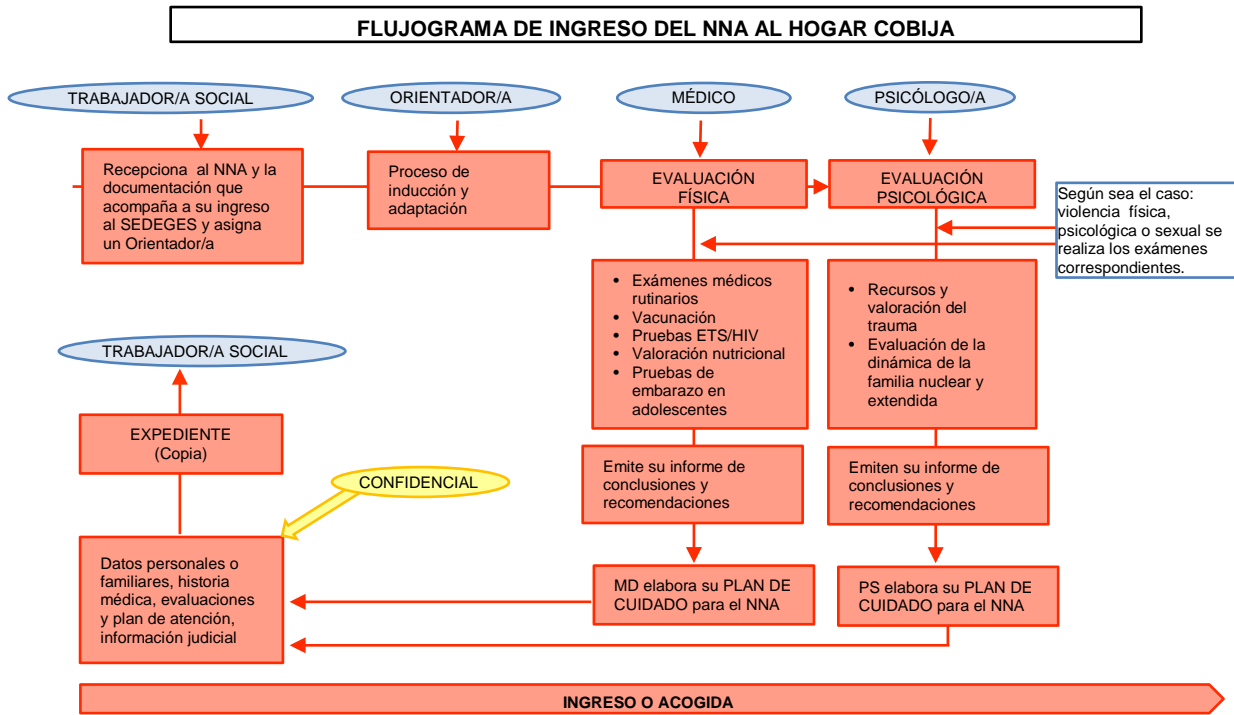 FLUJOGRAMA DE INGRESO DEL NNA AL HOGAR COBIJA
TRABAJADOR/A SOCIAL
ORIENTADOR/A
MÉDICO
PSICÓLOGO/A
Recepciona al NNA y la
documentación que
acompaña a su ingreso
al SEDEGES y asigna
un Orientador/a
Proceso de
inducción y
adaptación
EVALUACIÓN
FÍSICA
EVALUACIÓN
PSICOLÓGICA
Según sea el caso:
violencia física,
psicológica o sexual se
realiza los exámenes
correspondientes.
• Exámenes médicos
rutinarios
• Vacunación
• Pruebas ETS/HIV
• Valoración nutricional
• Pruebas de
embarazo en
adolescentes
• Recursos y
valoración del
trauma
• Evaluación de la
dinámica de la
familia nuclear y
extendida
TRABAJADOR/A SOCIAL
EXPEDIENTE
(Copia)
CONFIDENCIAL
Emite su informe de
conclusiones y
recomendaciones
Emiten su informe de
conclusiones y
recomendaciones
Datos personales o
familiares, historia
médica, evaluaciones
y plan de atención,
información judicial
MD elabora su PLAN DE
CUIDADO para el NNA
PS elabora su PLAN DE
CUIDADO para el NNA
INGRESO O ACOGIDA